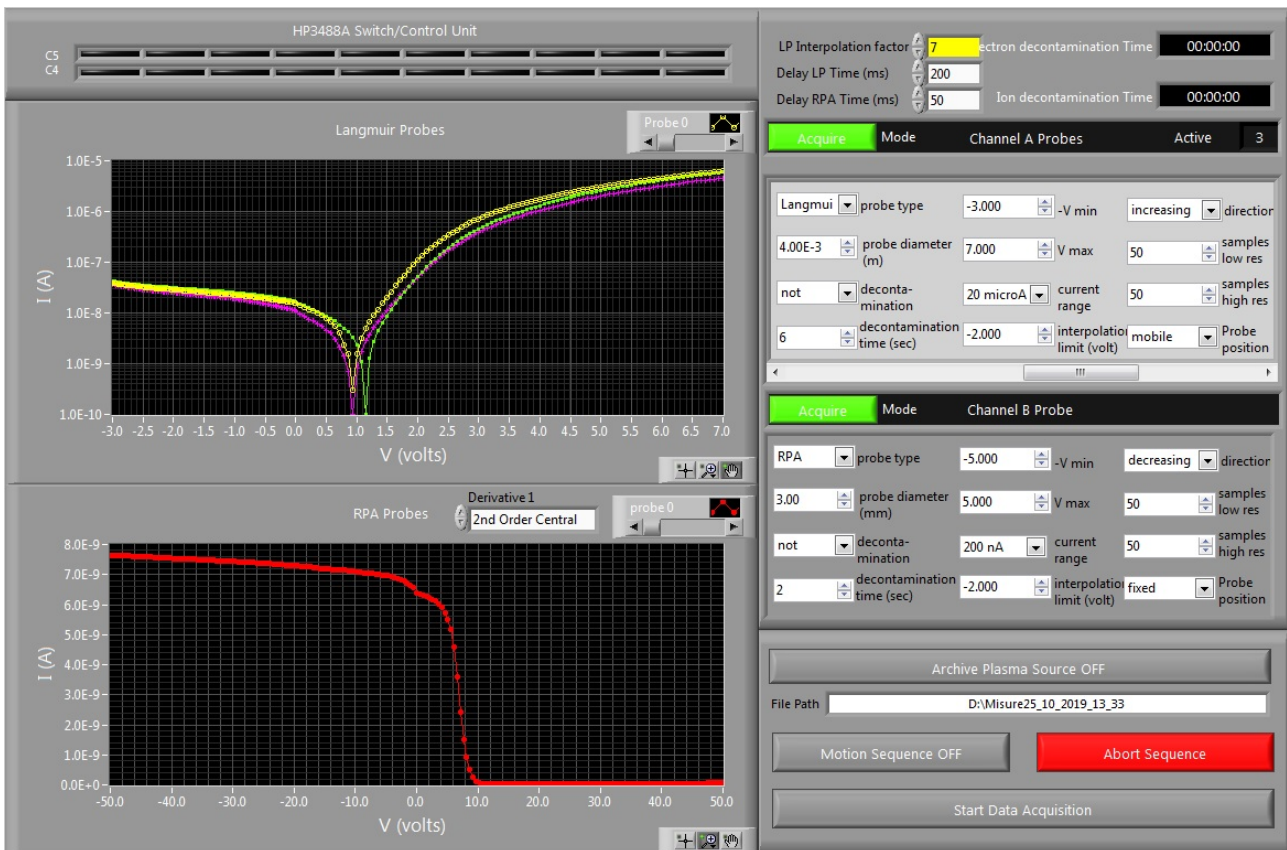 HP3488A Switch/Control Unit
C5
C4
LP Interpolation factor 7 ectron decontamination Time 00:00:00
Delay LP Time (ms) 200
Delay RPA Time (ms) 50 Ion decontamination Time 00:00:00
Langmuir Probes
Probe 0
1.0E-5
1.0E-6
1.0E-7
1.0E-8
1.0E-9
1.0E-10
I (A)
-3.0 -2.5 -2.0 -1.5 -1.0 -0.5 0.0 0.5 1.0 1.5 2.0 2.5 3.0 3.5 4.0 4.5 5.0 5.5 6.0 6.5 7.0
V (volts)
Acquire Mode Channel A Probes Active 3
Langmui probe type -3.000 -V min increasing direction
4.00E-3 probe diameter (m) 7.000 V max 50 samples low res
not deconta-mination 20 microA current range 50 samples high res
6 decontamination time (sec) -2.000 interpolatio limit (volt) mobile Probe position
Acquire Mode Channel B Probe
RPA probe type -5.000 -V min decreasing direction
3.00 probe diameter (mm) 5.000 V max 50 samples low res
not deconta-mination 200 nA current range 50 samples high res
2 decontamination time (sec) -2.000 interpolatio limit (volt) fixed Probe position
RPA Probes
Derivative 1
2nd Order Central
probe 0
8.0E-9
7.0E-9
6.0E-9
5.0E-9
4.0E-9
3.0E-9
2.0E-9
1.0E-9
0.0E+0
I (A)
-50.0 -40.0 -30.0 -20.0 -10.0 0.0 10.0 20.0 30.0 40.0 50.0
V (volts)
Archive Plasma Source OFF
File Path D:\Misure25_10_2019_13_33
Motion Sequence OFF Abort Sequence
Start Data Acquisition